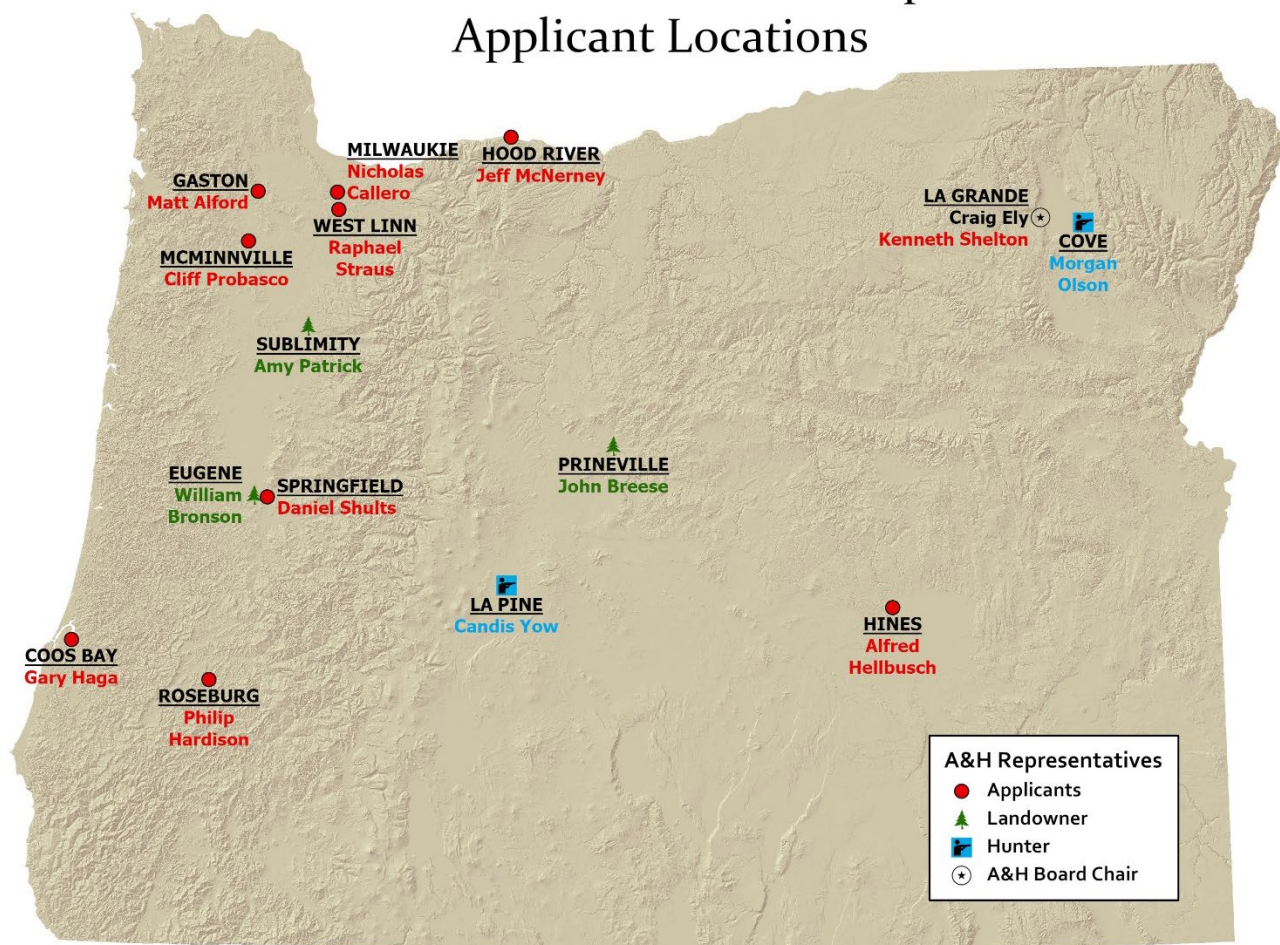 Applicant Locations
MILWAUKIE
Nicholas
Callero
HOOD RIVER
Jeff McNerney
GASTON
Matt Alford
WEST LINN
Raphael
Straus
MCMINNVILLE
Cliff Probasco
LA GRANDE
Craig Ely
Kenneth Shelton
COVE
Morgan
Olson
SUBLIMITY
Amy Patrick
PRINEVILLE
John Breese
EUGENE
William
Bronson
SPRINGFIELD
Daniel Shults
LA PINE
Candis Yow
HINES
Alfred
Hellbusch
COOS BAY
Gary Haga
ROSEBURG
Philip
Hardison
A&H Representatives
Applicants
Landowner
Hunter
A&H Board Chair